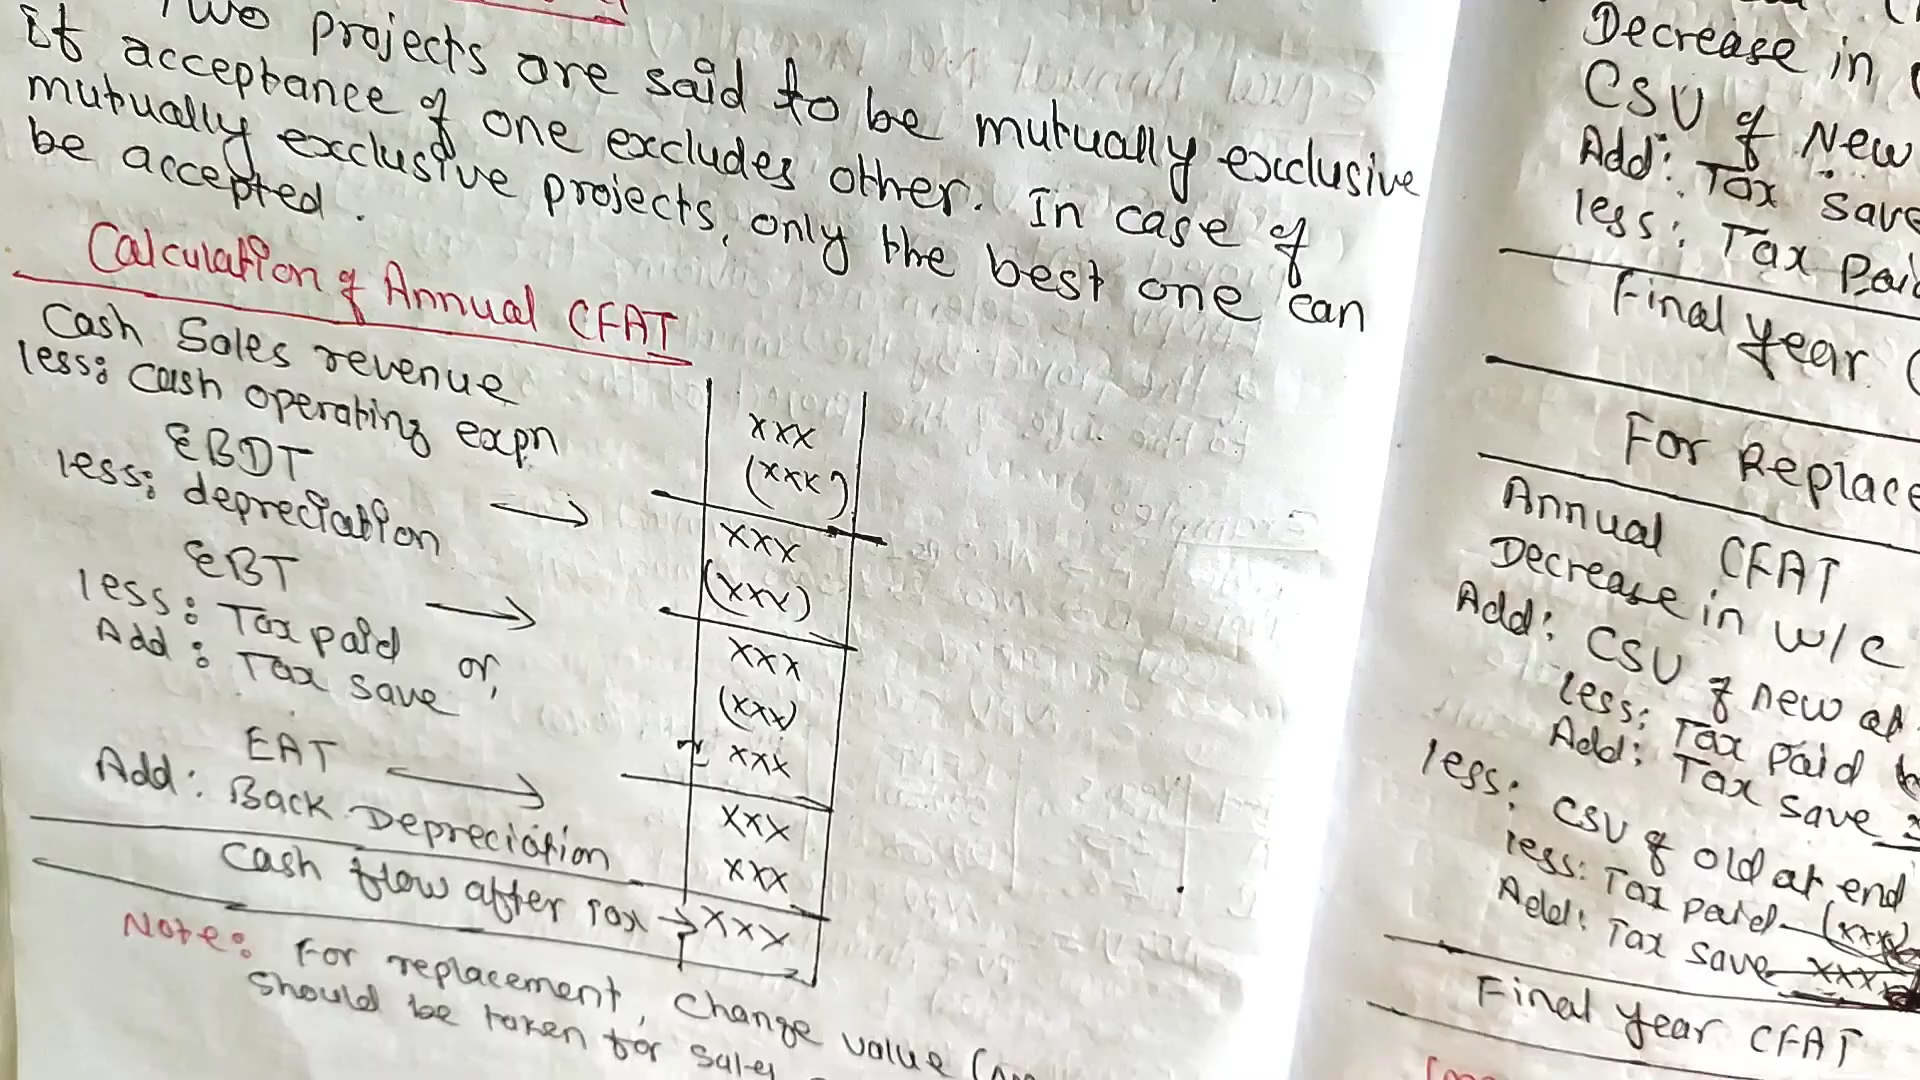 Two projects are said to be mutually exclusive
if acceptance of one excludes other. In case of
mutually exclusive projects, only the best one can
be accepted.
Calculation of Annual CFAT
Cash Sales revenue xxx
less: cash operating expn (xxx)
EBDT xxx
less: depreciation → (xxx)
EBT xxx
less: Tax paid or, → (xxx)
Add: Tax save or xxx
EAT → xxx
Add: Back Depreciation xxx
Cash flow after Tax → xxx
Note: For replacement, change value
should be taken for sales
Decrease in
CSV of New
Add: Tax save
less: Tax Paid
Final year
For Replace
Annual CFAT
Decrease in W/C
Add: CSV of new at
less: Tax paid
Add: Tax save
less: CSV of old at end
less: Tax paid (xxx)
Add: Tax save xxx
Final year CFAT